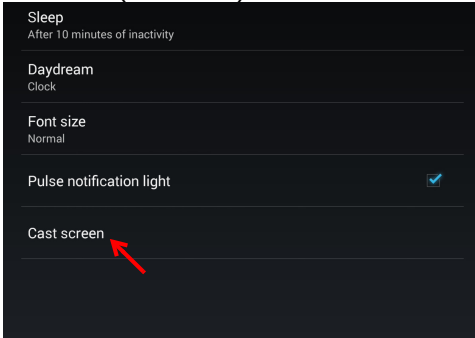 Sleep
After 10 minutes of inactivity
Daydream
Clock
Font size
Normal
Pulse notification light
Cast screen